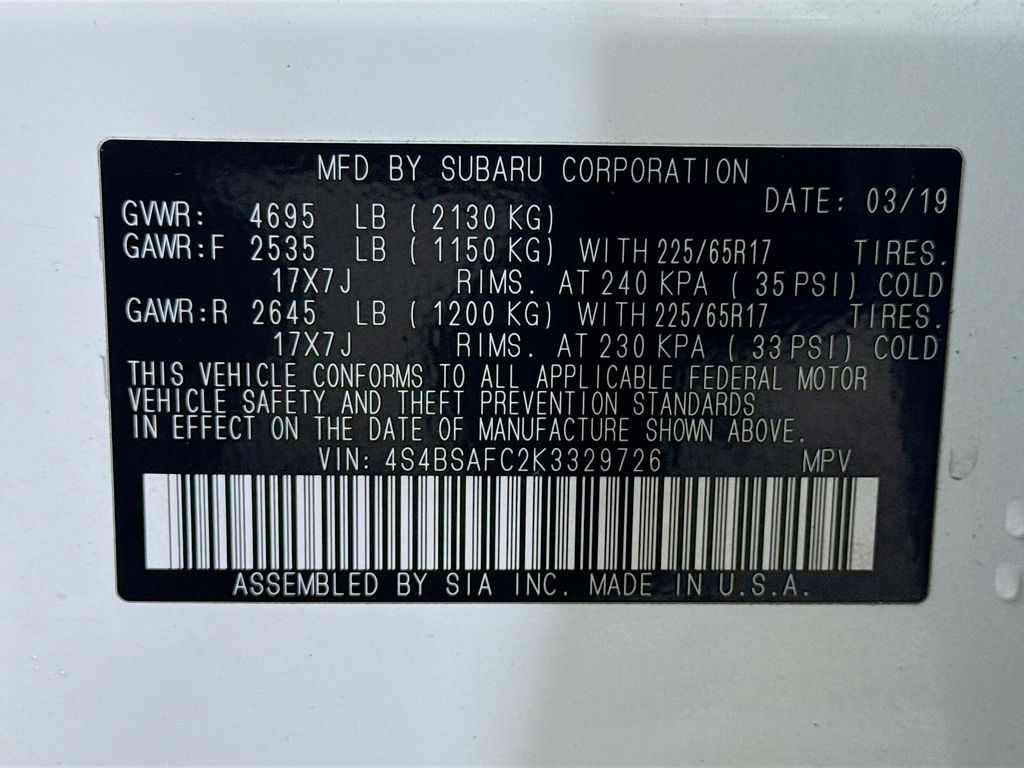 MFD BY SUBARU CORPORATION
DATE: 03/19
GVWR: 4695 LB ( 2130 KG)
GAWR:F 2535 LB ( 1150 KG) WITH 225/65R17 TIRES.
17X7J RIMS. AT 240 KPA ( 35 PSI) COLD
GAWR:R 2645 LB ( 1200 KG) WITH 225/65R17 TIRES.
17X7J RIMS. AT 230 KPA ( 33 PSI) COLD
THIS VEHICLE CONFORMS TO ALL APPLICABLE FEDERAL MOTOR
VEHICLE SAFETY AND THEFT PREVENTION STANDARDS
IN EFFECT ON THE DATE OF MANUFACTURE SHOWN ABOVE.
VIN: 4S4BSAFC2K3329726 MPV
ASSEMBLED BY SIA INC. MADE IN U.S.A.